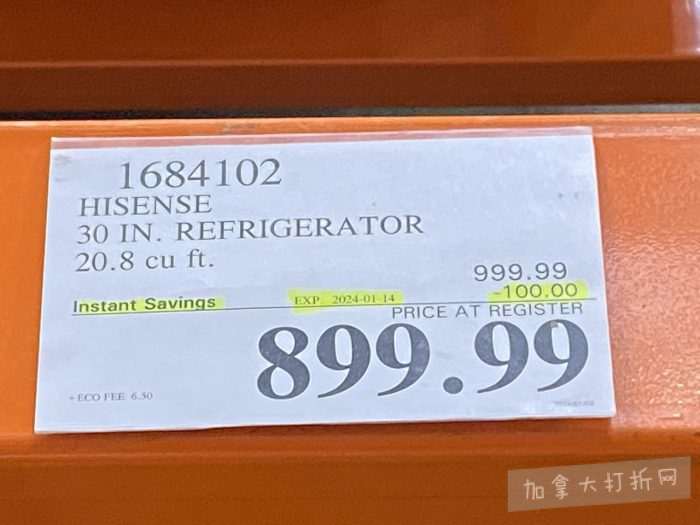 1684102
HISENSE
30 IN. REFRIGERATOR
20.8 cu ft.
999.99
Instant Savings EXP. 2024-01-14 -100.00
PRICE AT REGISTER
899.99
+ECO FEE 6.50
加拿大打折网